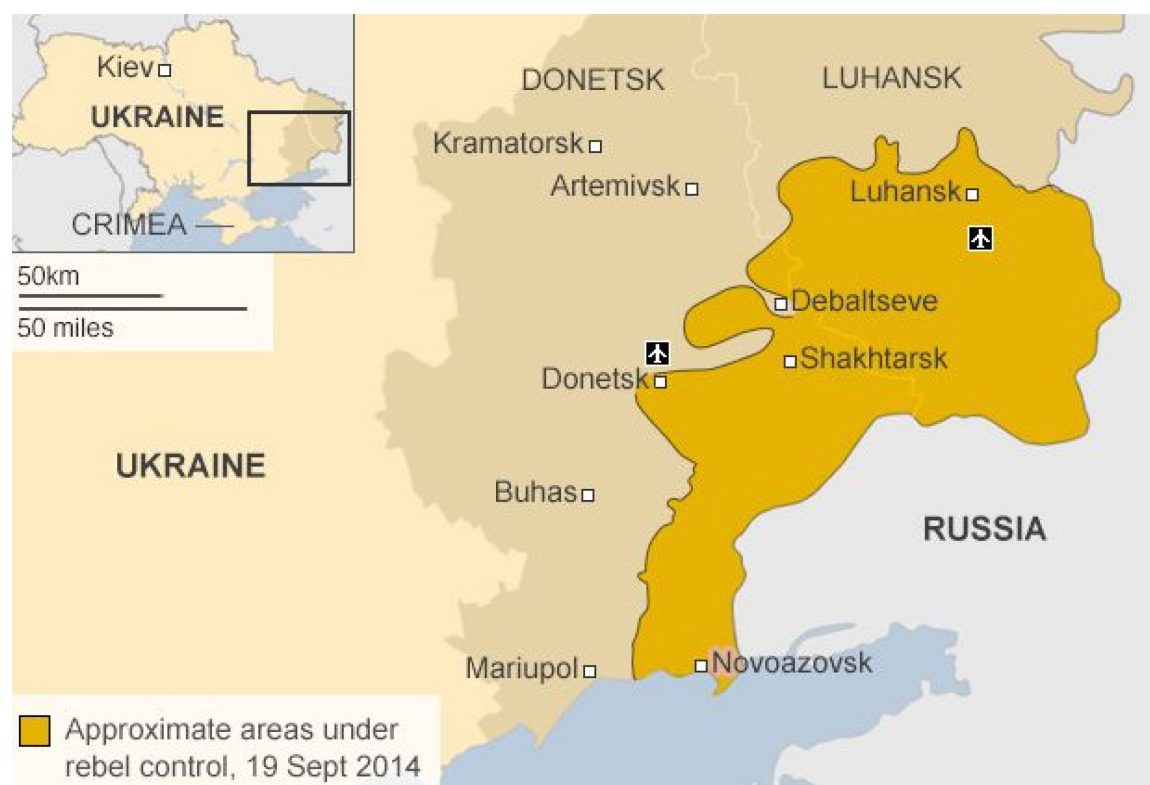 Kiev
UKRAINE
CRIMEA
50km
50 miles
DONETSK
LUHANSK
Kramatorsk
Artemivsk
Luhansk
Debaltseve
Shakhtarsk
Donetsk
UKRAINE
Buhas
RUSSIA
Mariupol
Novoazovsk
Approximate areas under
rebel control, 19 Sept 2014